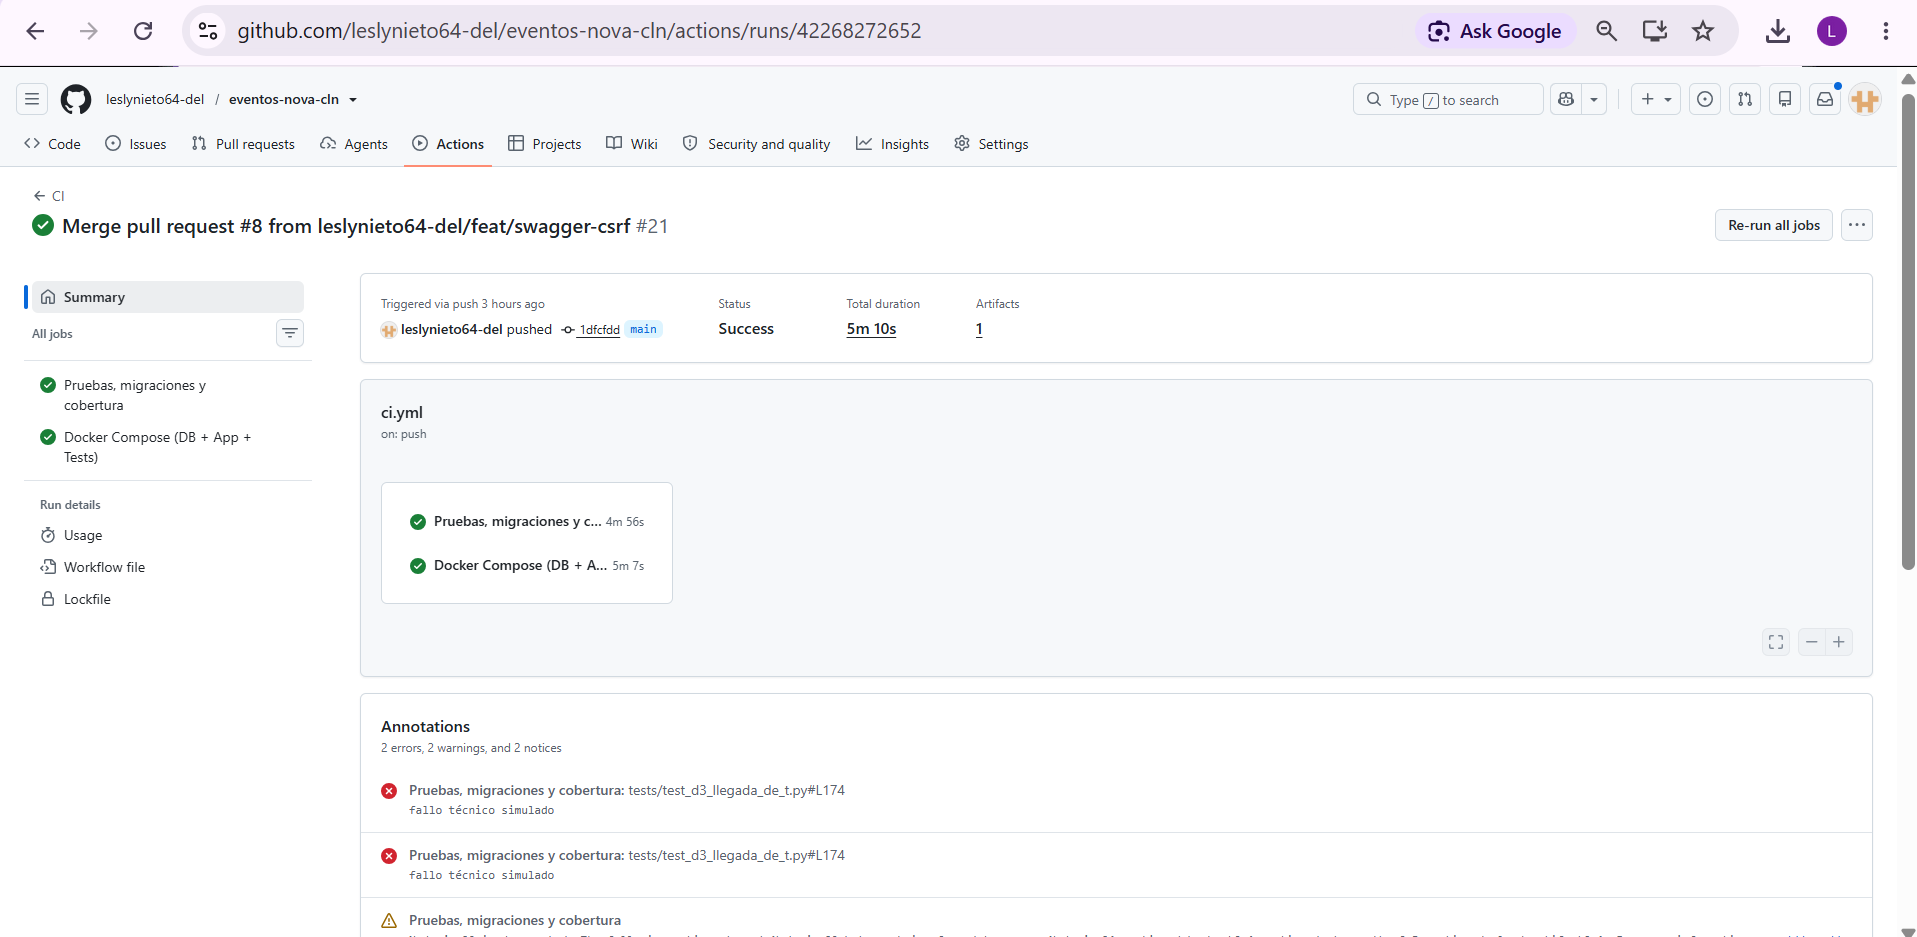 github.com/leslynieto64-del/eventos-nova-cln/actions/runs/42268272652
Ask Google
L
leslynieto64-del / eventos-nova-cln
Type / to search
Code
Issues
Pull requests
Agents
Actions
Projects
Wiki
Security and quality
Insights
Settings
CI
Merge pull request #8 from leslynieto64-del/feat/swagger-csrf #21
Re-run all jobs
Summary
All jobs
Pruebas, migraciones y
cobertura
Docker Compose (DB + App +
Tests)
Run details
Usage
Workflow file
Lockfile
Triggered via push 3 hours ago
leslynieto64-del pushed 1dfcfdd main
Status
Success
Total duration
5m 10s
Artifacts
1
ci.yml
on: push
Pruebas, migraciones y c... 4m 56s
Docker Compose (DB + A... 5m 7s
Annotations
2 errors, 2 warnings, and 2 notices
Pruebas, migraciones y cobertura: tests/test_d3_llegada_de_t.py#L174
fallo técnico simulado
Pruebas, migraciones y cobertura: tests/test_d3_llegada_de_t.py#L174
fallo técnico simulado
Pruebas, migraciones y cobertura